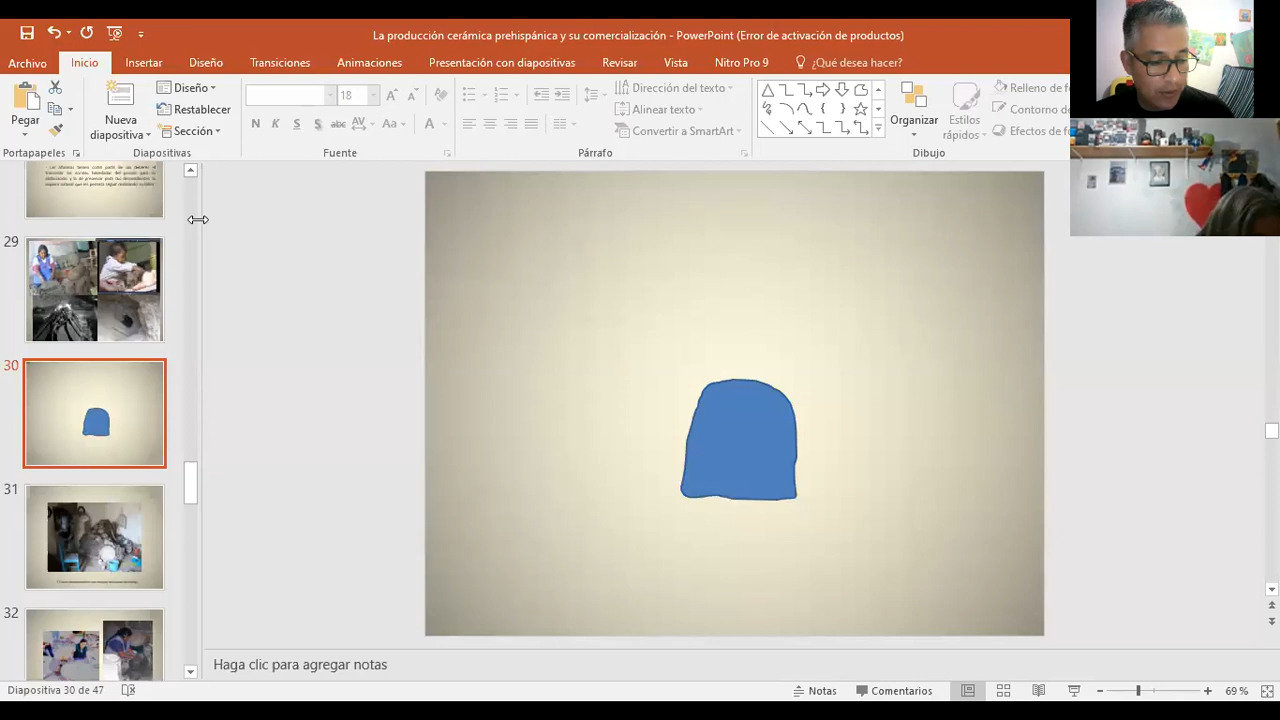 La producción cerámica prehispánica y su comercialización - PowerPoint (Error de activación de productos)
Archivo Inicio Insertar Diseño Transiciones Animaciones Presentación con diapositivas Revisar Vista Nitro Pro 9 ¿Qué desea hacer?
Pegar
Portapapeles
Nueva
diapositiva
Diseño
Restablecer
Sección
Diapositivas
18
N K S S abc AV Aa A
Fuente
Dirección del texto
Alinear texto
Convertir a SmartArt
Párrafo
Organizar
Estilos
rápidos
Relleno de
Contorno de
Efectos de
Dibujo
29
30
31
32
Haga clic para agregar notas
Diapositiva 30 de 47
Notas
Comentarios
69 %